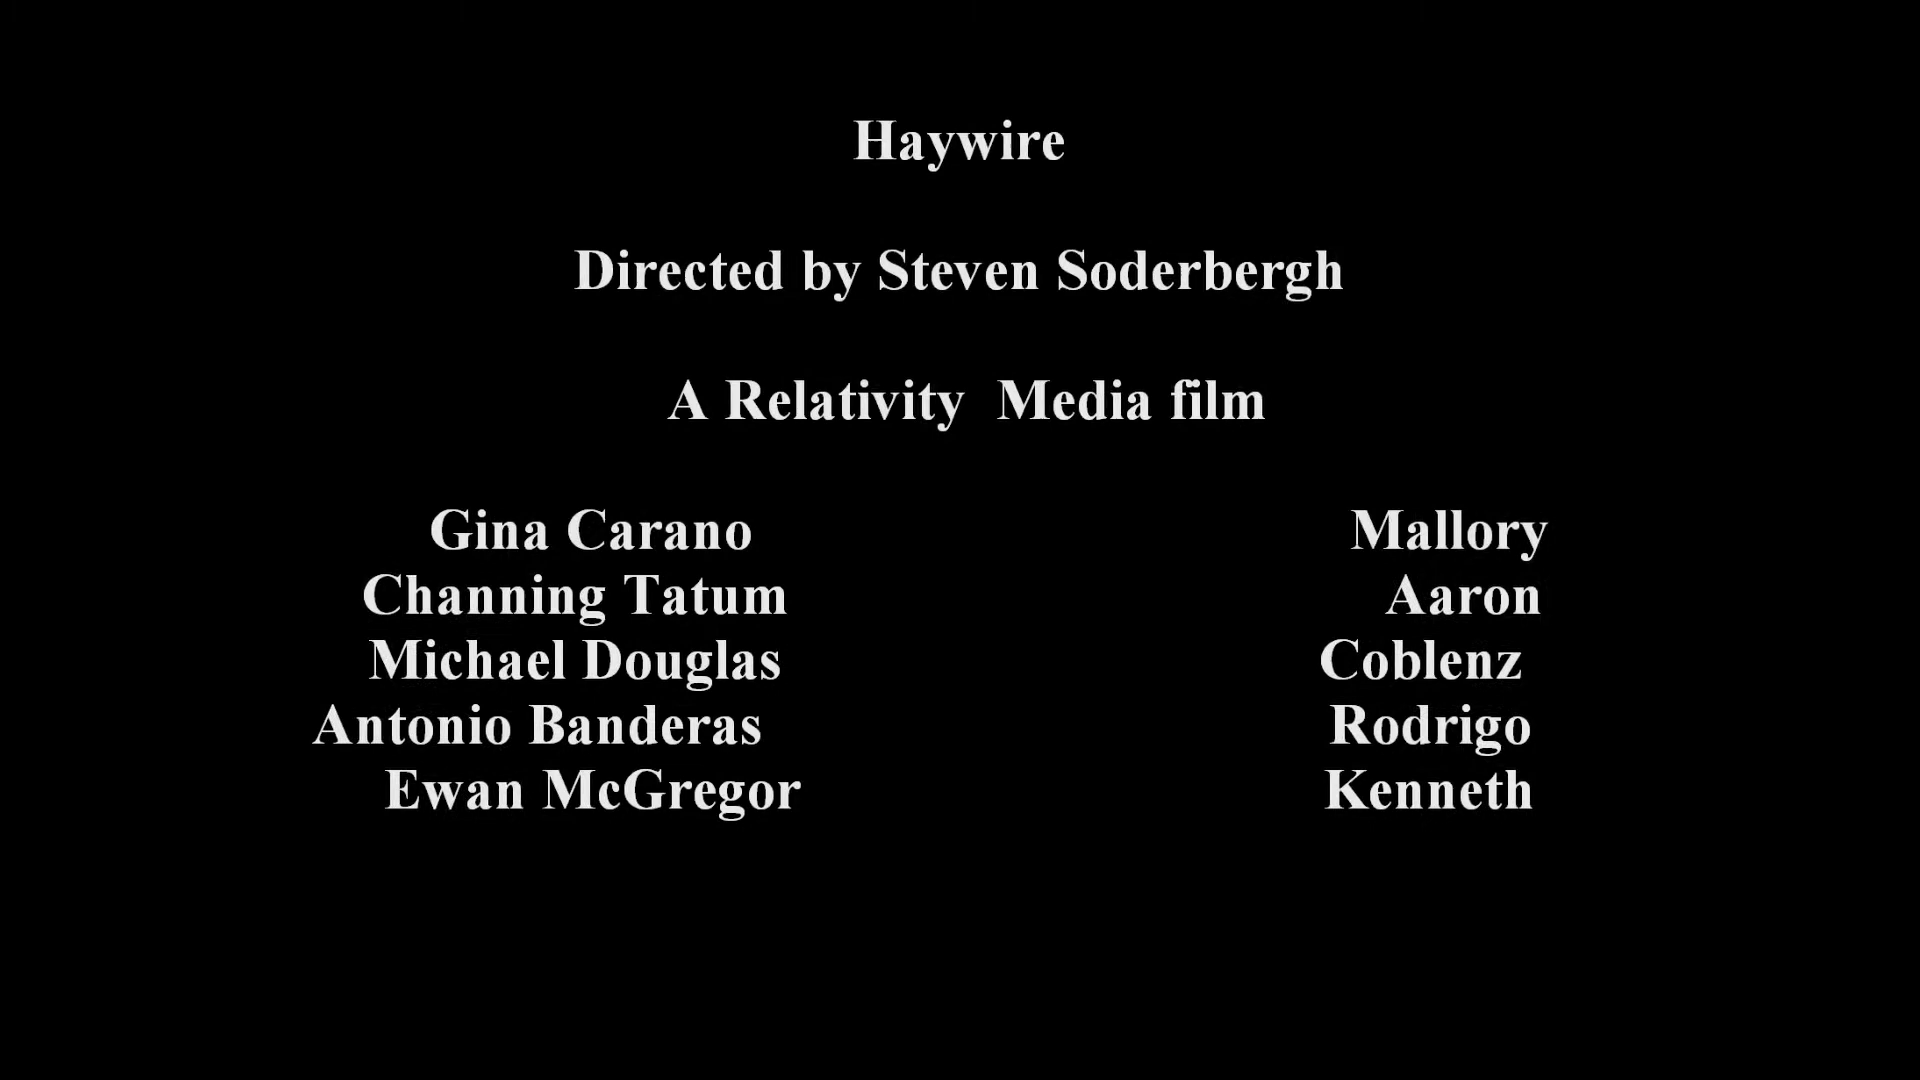 Haywire
Directed by Steven Soderbergh
A Relativity  Media film
Gina Carano Mallory
Channing Tatum Aaron
Michael Douglas Coblenz
Antonio Banderas Rodrigo
Ewan McGregor Kenneth